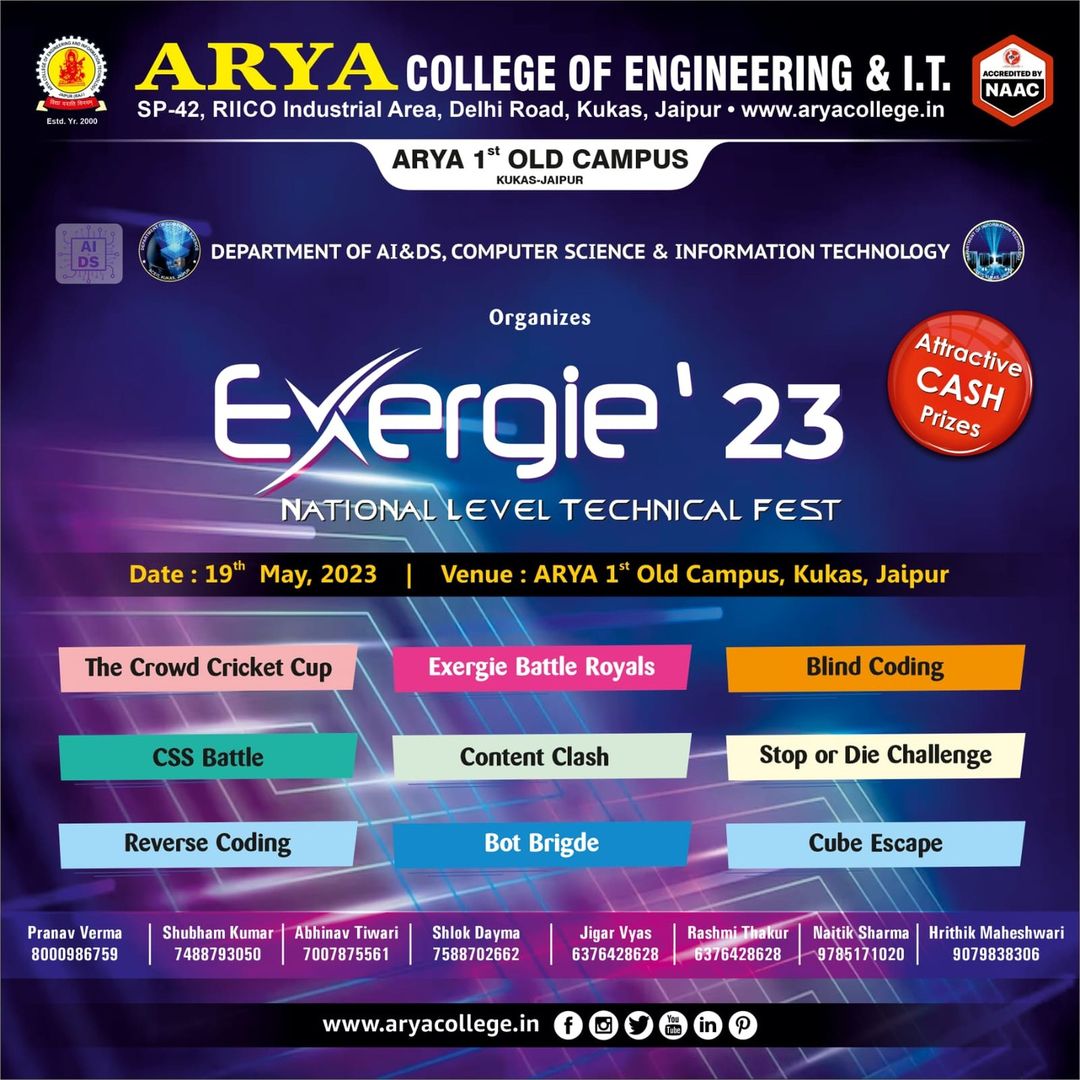 ARYA COLLEGE OF ENGINEERING & I.T.
SP-42, RIICO Industrial Area, Delhi Road, Kukas, Jaipur • www.aryacollege.in
Estd. Yr. 2000
ACCREDITED BY
NAAC
ARYA 1st OLD CAMPUS
KUKAS-JAIPUR
AI
DS
DEPARTMENT OF AI&DS, COMPUTER SCIENCE & INFORMATION TECHNOLOGY
Organizes
Exergie ' 23
Attractive
CASH
Prizes
NATIONAL LEVEL TECHNICAL FEST
Date : 19th May, 2023 | Venue : ARYA 1st Old Campus, Kukas, Jaipur
The Crowd Cricket Cup
Exergie Battle Royals
Blind Coding
CSS Battle
Content Clash
Stop or Die Challenge
Reverse Coding
Bot Brigde
Cube Escape
Pranav Verma
8000986759
Shubham Kumar
7488793050
Abhinav Tiwari
7007875561
Shlok Dayma
7588702662
Jigar Vyas
6376428628
Rashmi Thakur
6376428628
Naitik Sharma
9785171020
Hrithik Maheshwari
9079838306
www.aryacollege.in
You
Tube